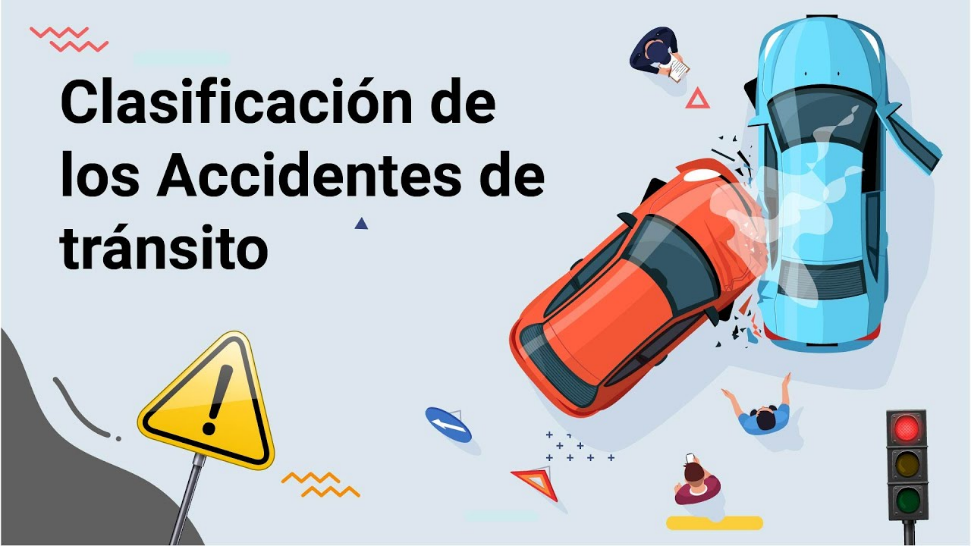 Clasificación de
los Accidentes de
tránsito